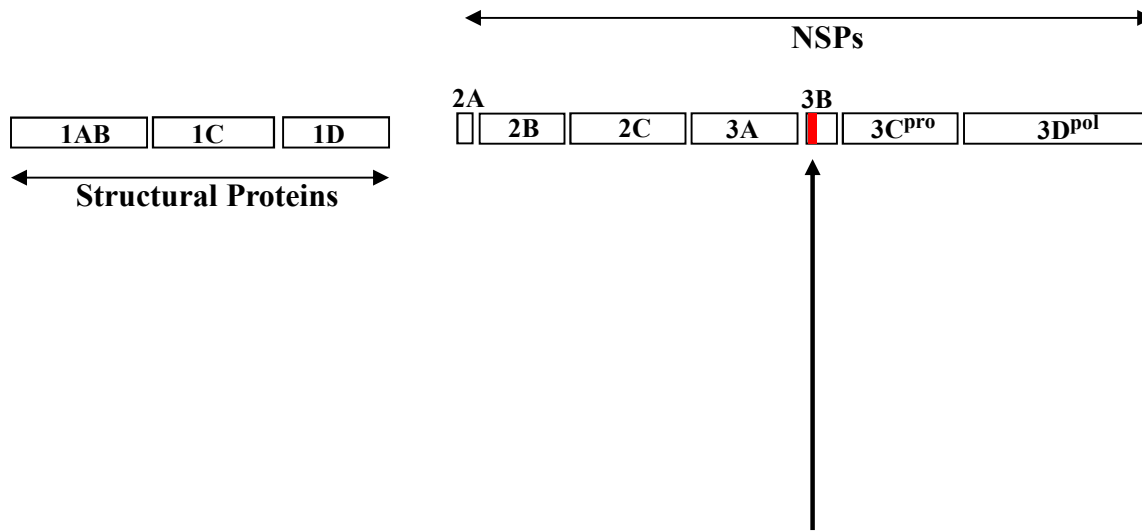 NSPs
2A 3B
1AB 1C 1D 2B 2C 3A 3Cpro 3Dpol
Structural Proteins